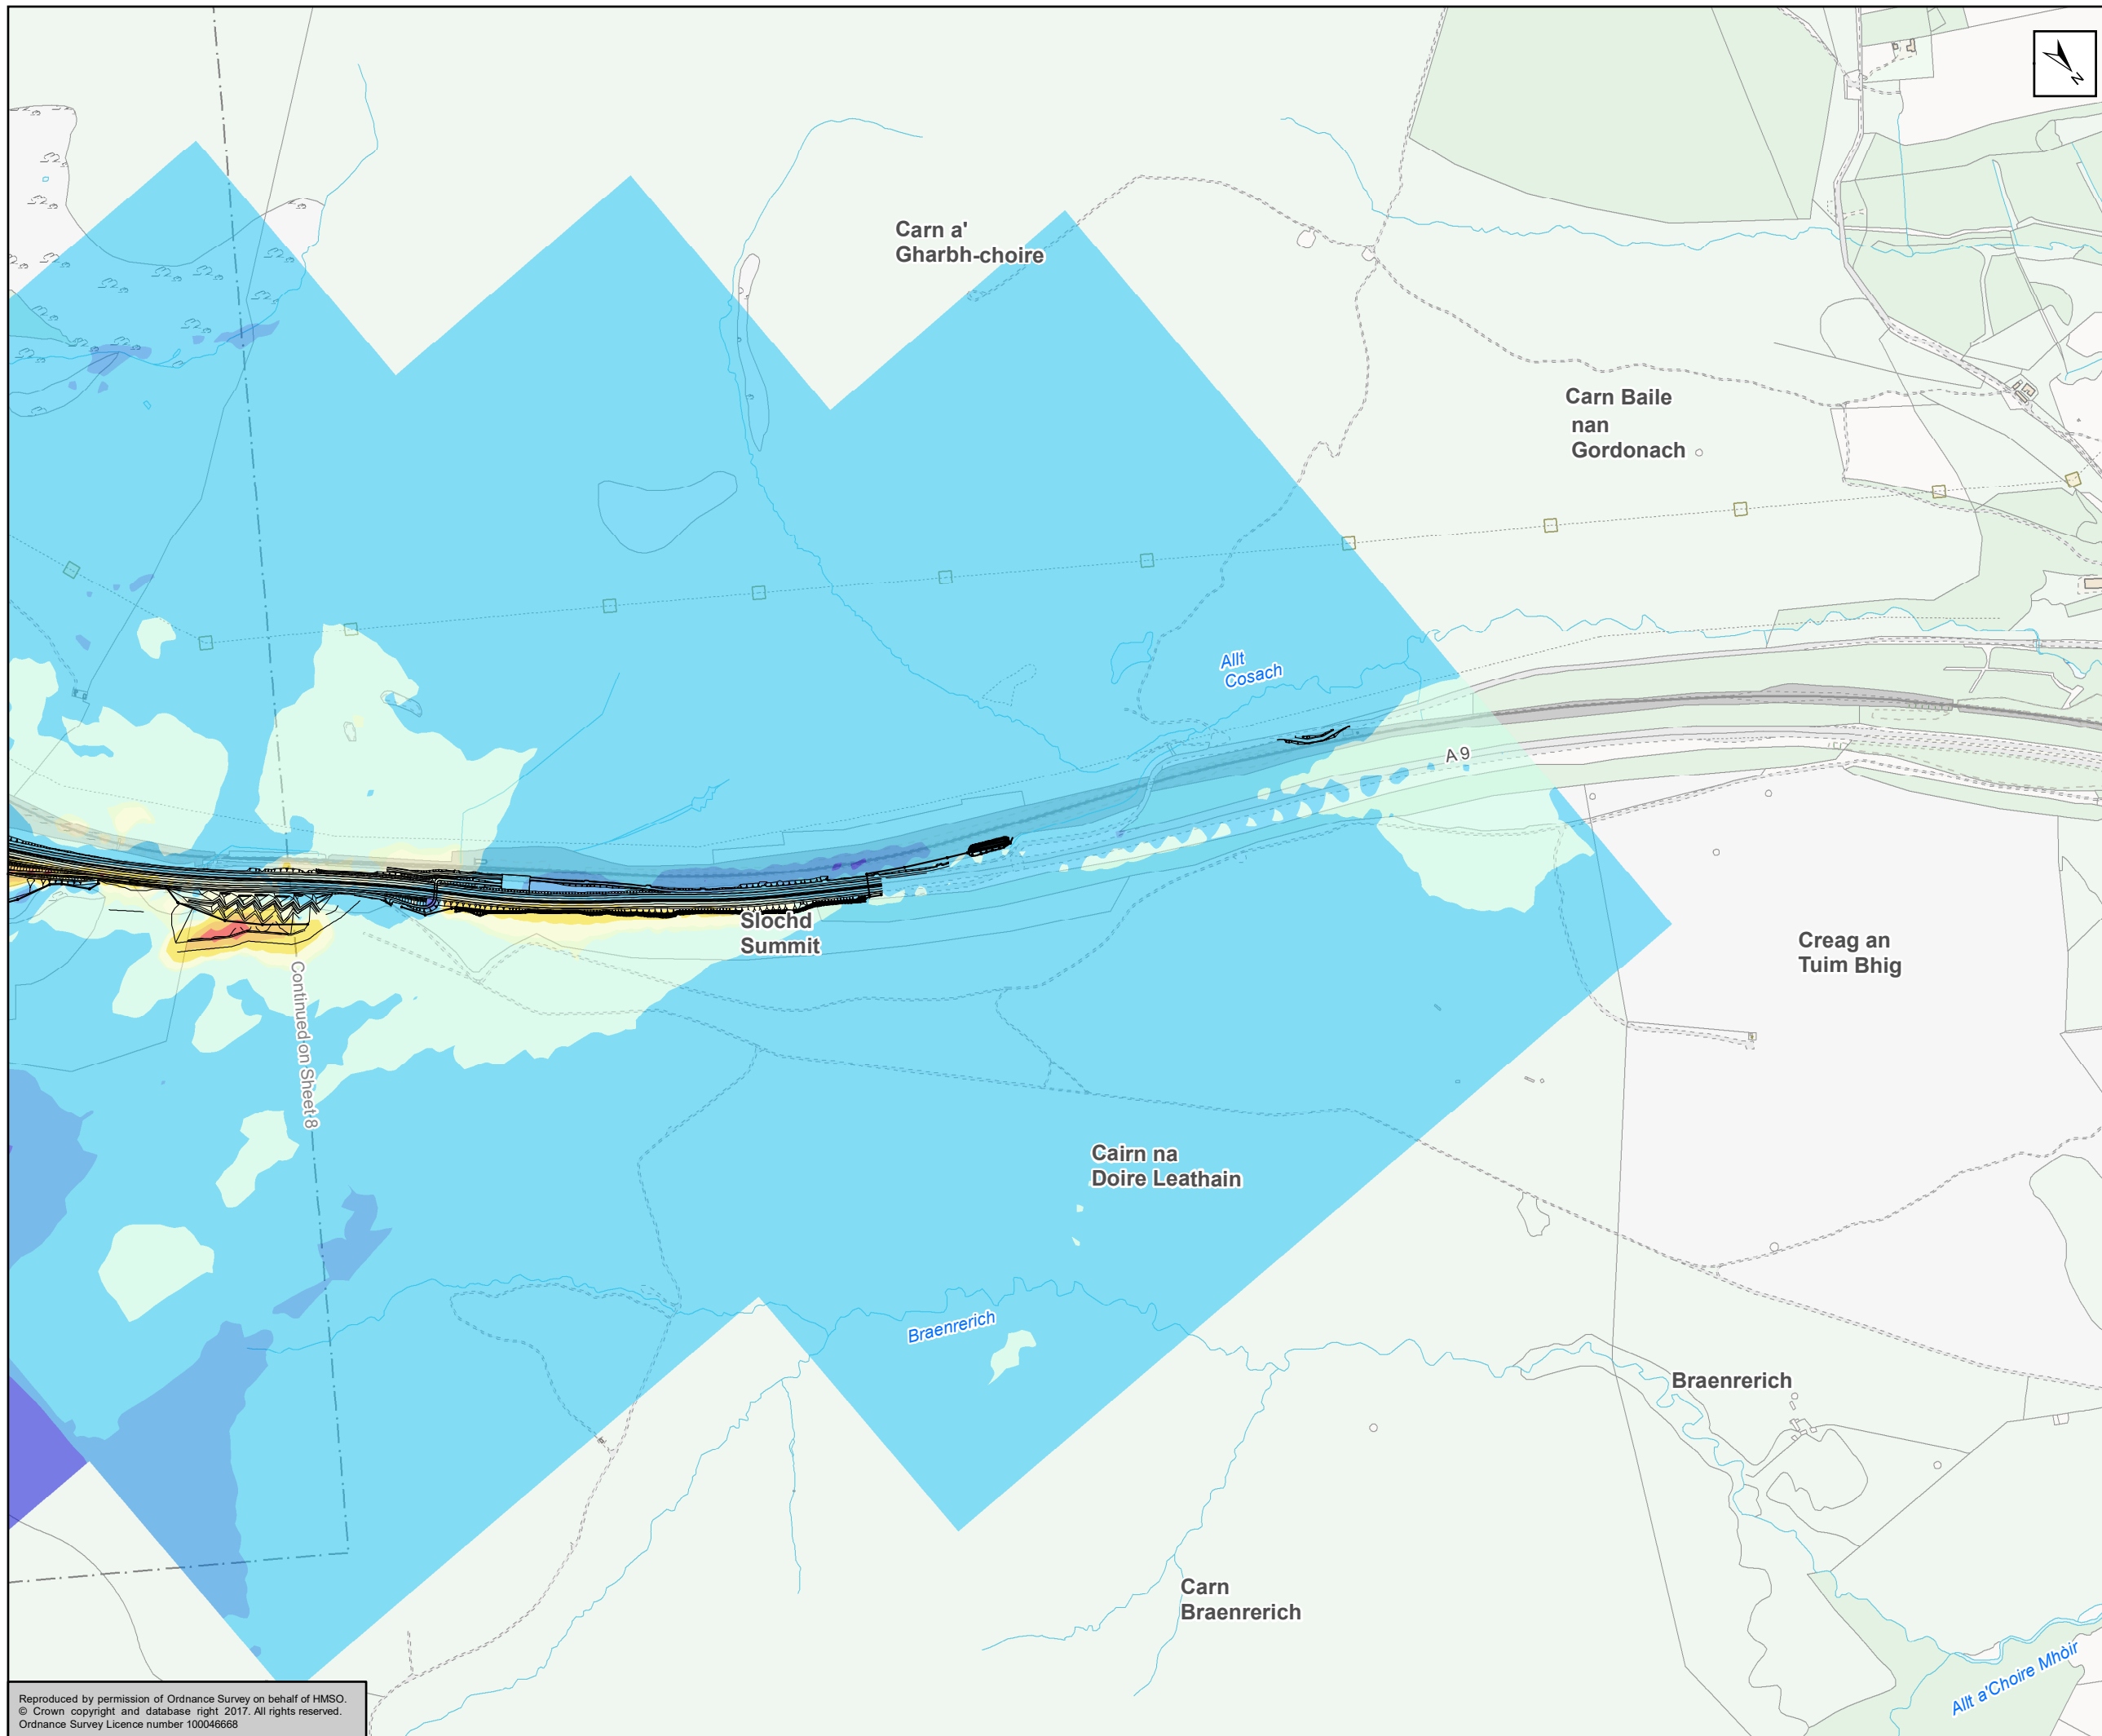 N
Carn a'
Gharbh-choire
Carn Baile
nan
Gordonach
Allt
Cosach
A 9
Slochd
Summit
Creag an
Tuim Bhig
Continued on Sheet 8
Cairn na
Doire Leathain
Braenrerich
Braenrerich
Carn
Braenrerich
Allt a'Choire Mhòir
Reproduced by permission of Ordnance Survey on behalf of HMSO.
© Crown copyright and database right 2017. All rights reserved.
Ordnance Survey Licence number 100046668